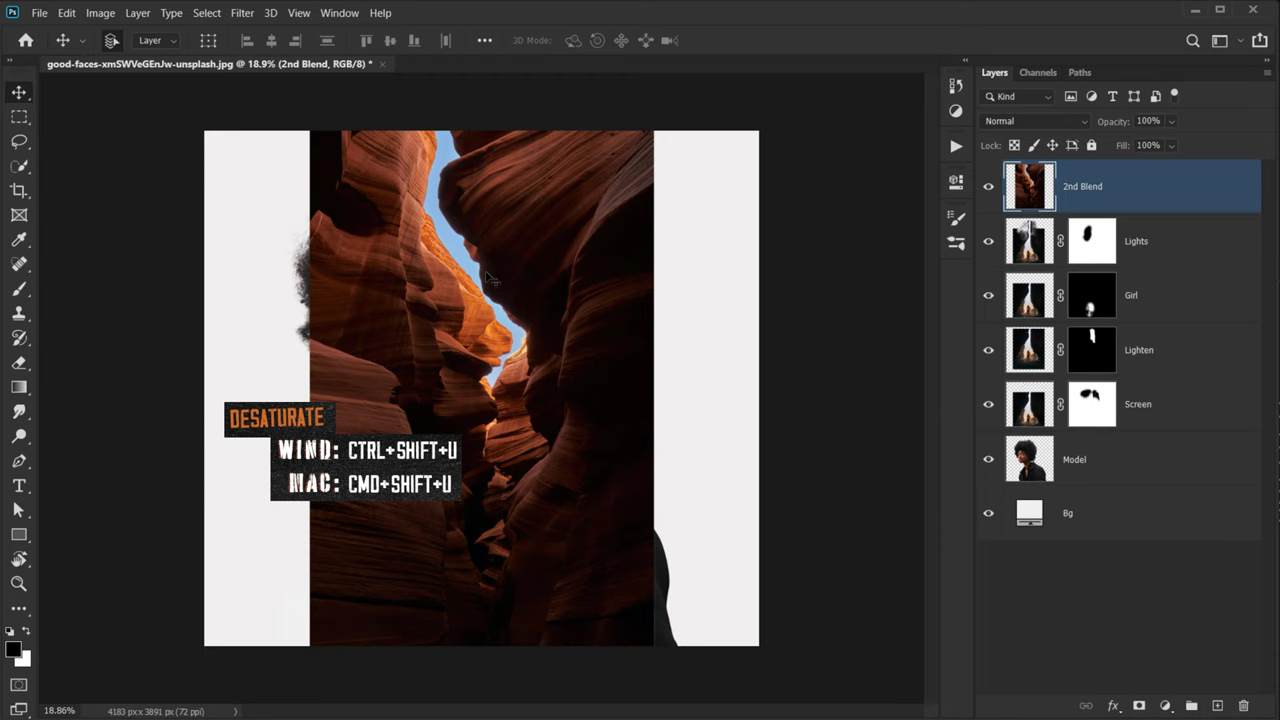 Ps File Edit Image Layer Type Select Filter 3D View Window Help
Layer 3D Mode:
good-faces-xmSWVeGEnJw-unsplash.jpg @ 18.9% (2nd Blend, RGB/8) *
Layers Channels Paths
Kind
Normal Opacity: 100%
Lock: Fill: 100%
2nd Blend
Lights
Girl
Lighten
Screen
Model
Bg
DESATURATE
WIND: CTRL+SHIFT+U
MAC: CMD+SHIFT+U
18.86% 4183 px x 3891 px (72 ppi)